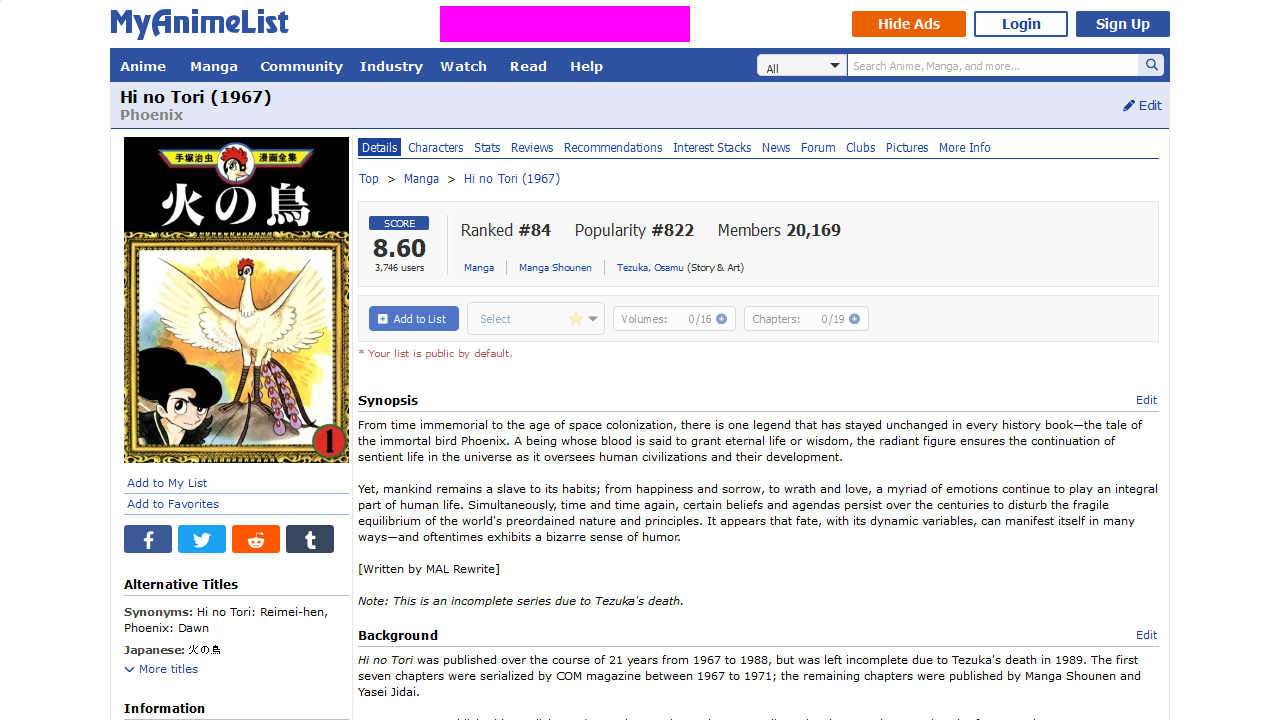 MyAnimeList
Hide Ads
Login
Sign Up
Anime Manga Community Industry Watch Read Help
All
Search Anime, Manga, and more...
Hi no Tori (1967)
Phoenix
Edit
手塚治虫 漫画全集
火の鳥
1
Add to My List
Add to Favorites
Alternative Titles
Synonyms: Hi no Tori: Reimei-hen,
Phoenix: Dawn
Japanese: 火の鳥
More titles
Information
Details Characters Stats Reviews Recommendations Interest Stacks News Forum Clubs Pictures More Info
Top > Manga > Hi no Tori (1967)
SCORE
8.60
3,746 users
Ranked #84 Popularity #822 Members 20,169
Manga Manga Shounen Tezuka, Osamu (Story & Art)
Add to List
Select
Volumes: 0/16
Chapters: 0/19
* Your list is public by default.
Synopsis
Edit
From time immemorial to the age of space colonization, there is one legend that has stayed unchanged in every history book—the tale of
the immortal bird Phoenix. A being whose blood is said to grant eternal life or wisdom, the radiant figure ensures the continuation of
sentient life in the universe as it oversees human civilizations and their development.
Yet, mankind remains a slave to its habits; from happiness and sorrow, to wrath and love, a myriad of emotions continue to play an integral
part of human life. Simultaneously, time and time again, certain beliefs and agendas persist over the centuries to disturb the fragile
equilibrium of the world's preordained nature and principles. It appears that fate, with its dynamic variables, can manifest itself in many
ways—and oftentimes exhibits a bizarre sense of humor.
[Written by MAL Rewrite]
Note: This is an incomplete series due to Tezuka's death.
Background
Edit
Hi no Tori was published over the course of 21 years from 1967 to 1988, but was left incomplete due to Tezuka's death in 1989. The first
seven chapters were serialized by COM magazine between 1967 to 1971; the remaining chapters were published by Manga Shounen and
Yasei Jidai.